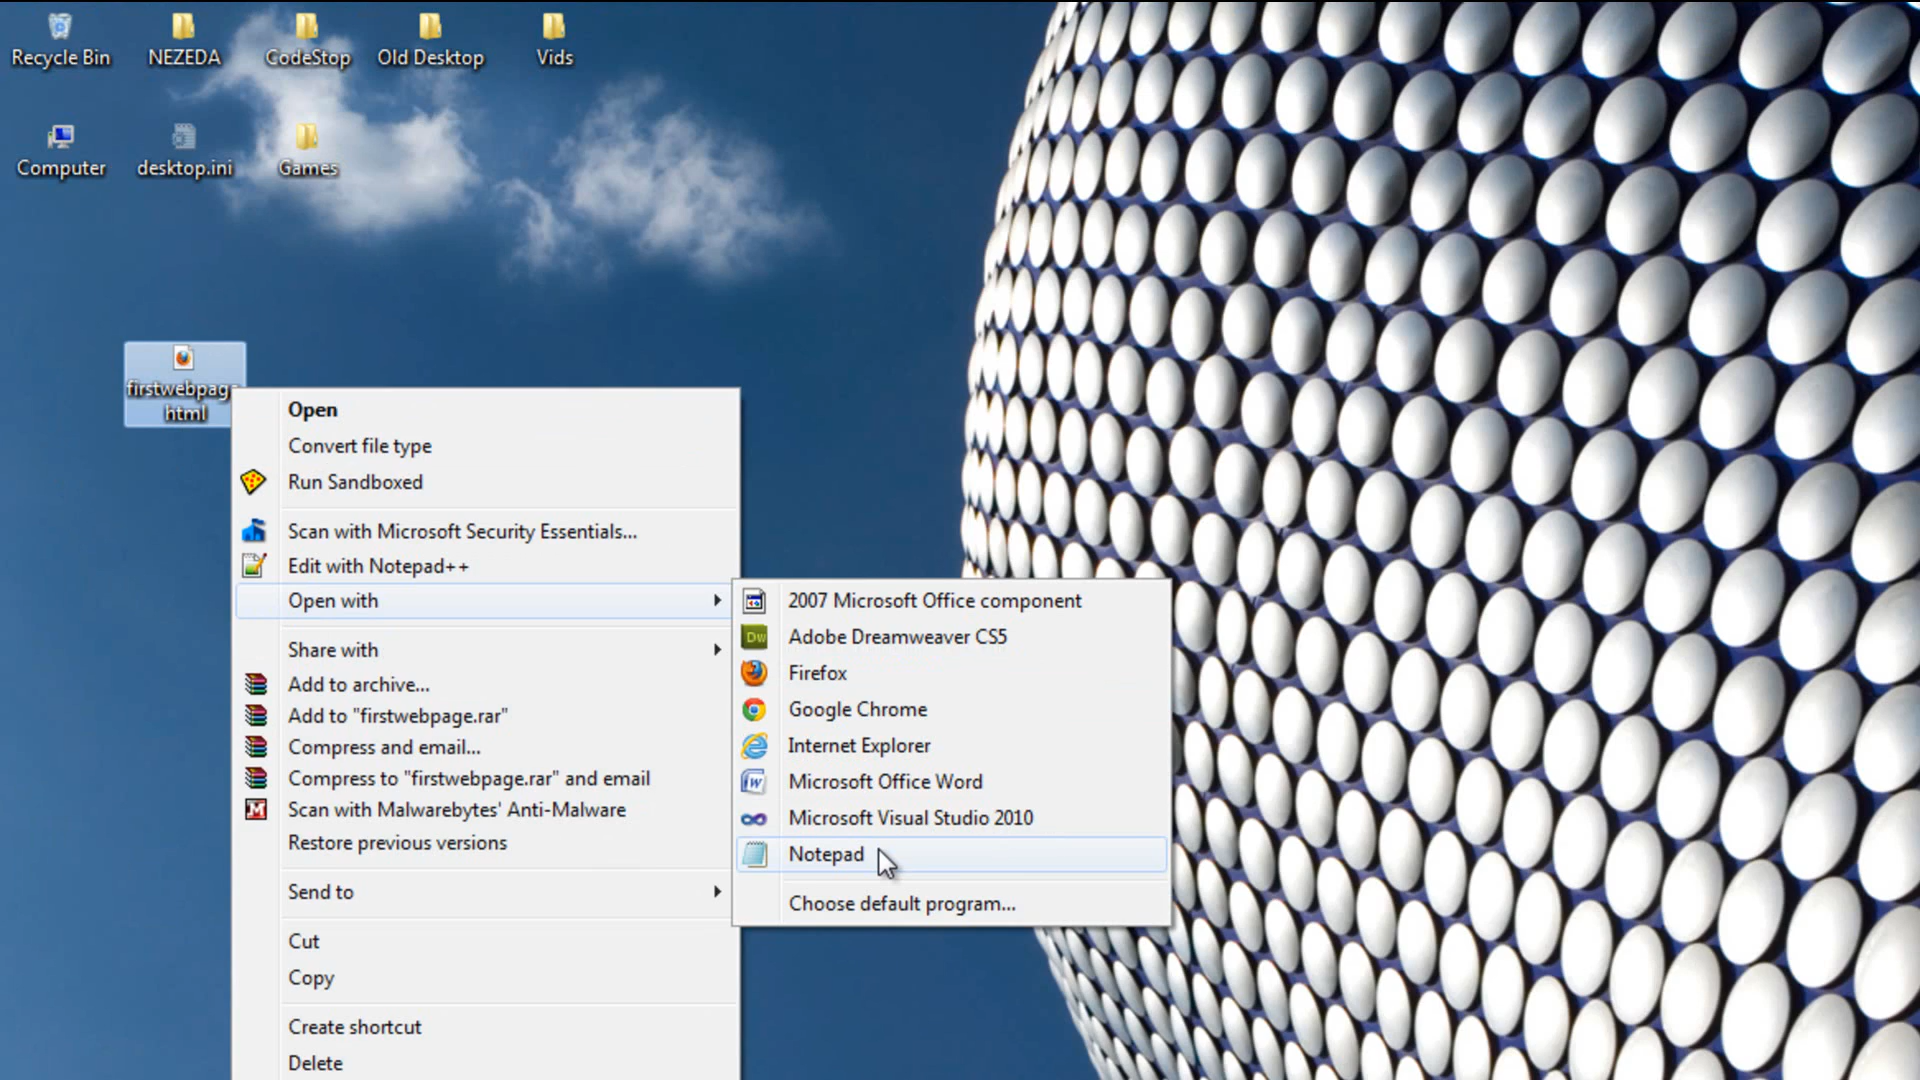 Recycle Bin
NEZEDA
CodeStop
Old Desktop
Vids
Computer
desktop.ini
Games
firstwebpag
html
Open
Convert file type
Run Sandboxed
Scan with Microsoft Security Essentials...
Edit with Notepad++
Open with
Share with
Add to archive...
Add to "firstwebpage.rar"
Compress and email...
Compress to "firstwebpage.rar" and email
Scan with Malwarebytes' Anti-Malware
Restore previous versions
Send to
Cut
Copy
Create shortcut
Delete
2007 Microsoft Office component
Dw
Adobe Dreamweaver CS5
Firefox
Google Chrome
Internet Explorer
Microsoft Office Word
Microsoft Visual Studio 2010
Notepad
Choose default program...